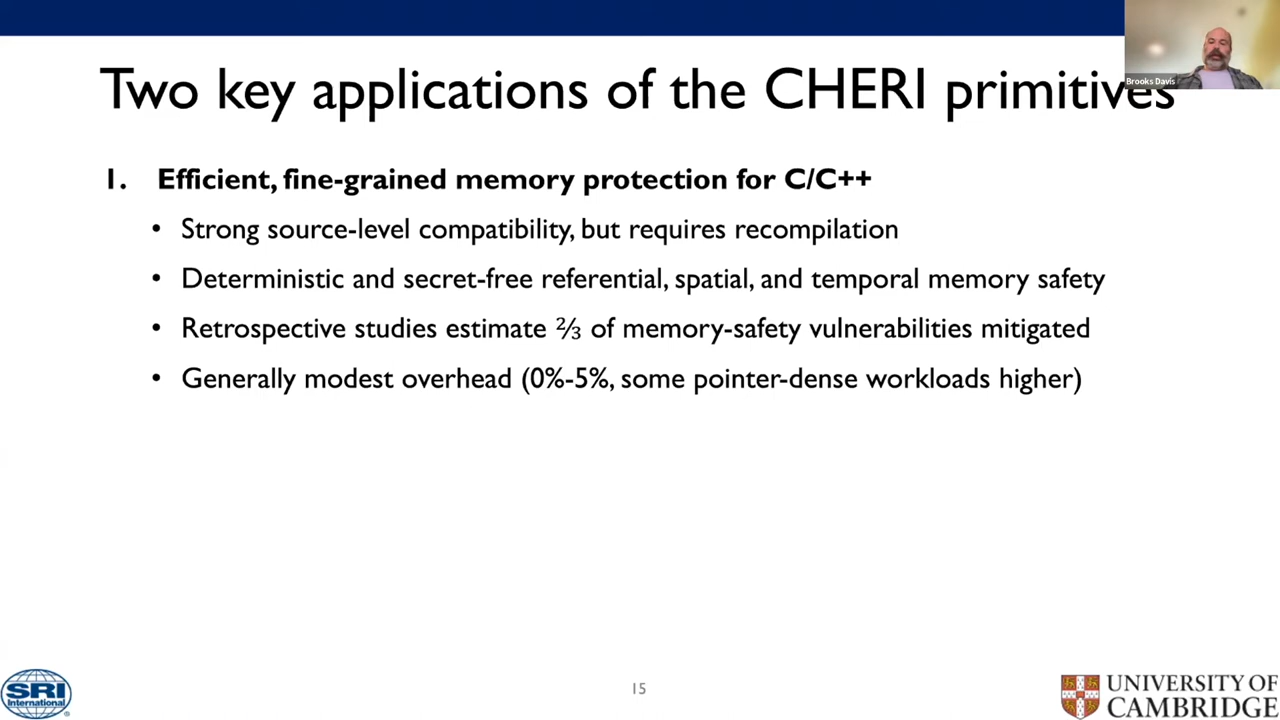 Two key applications of the CHERI primitives
Brooks Davis
1. Efficient, fine-grained memory protection for C/C++
• Strong source-level compatibility, but requires recompilation
• Deterministic and secret-free referential, spatial, and temporal memory safety
• Retrospective studies estimate ⅔ of memory-safety vulnerabilities mitigated
• Generally modest overhead (0%-5%, some pointer-dense workloads higher)
SRI
International
®
15
UNIVERSITY OF
CAMBRIDGE